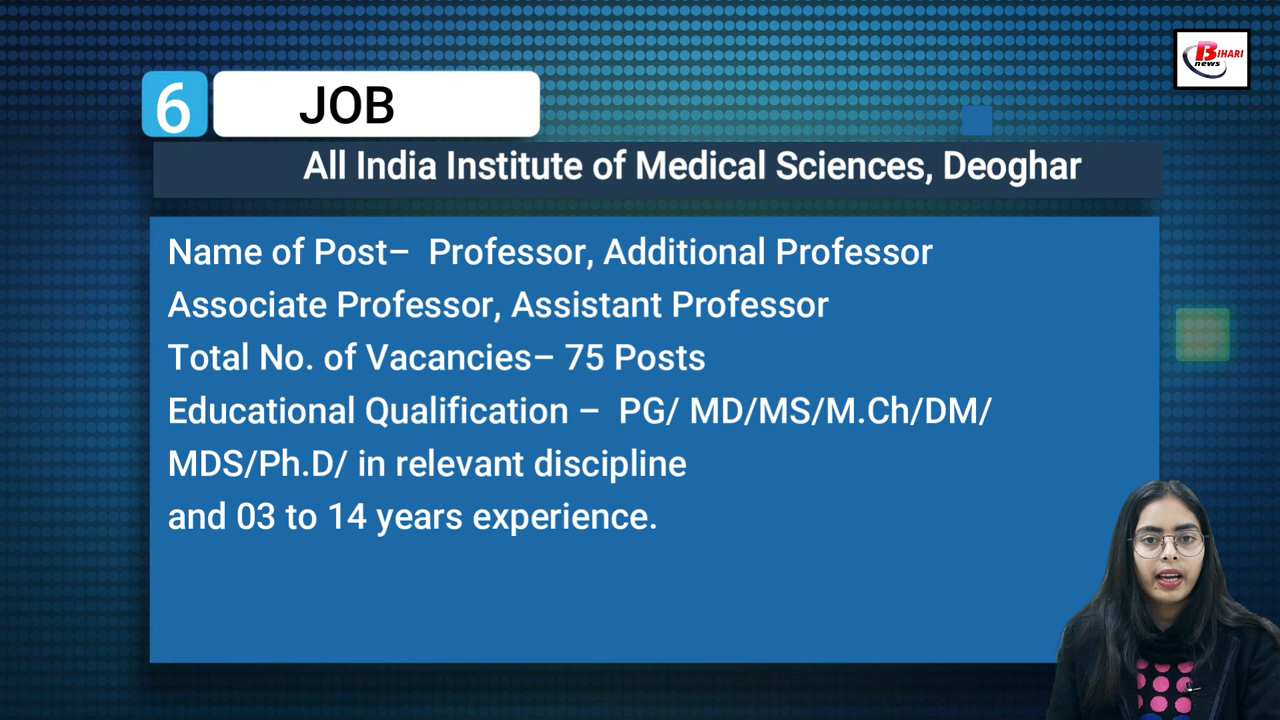 BIHARI
news
6
JOB
All India Institute of Medical Sciences, Deoghar
Name of Post– Professor, Additional Professor
Associate Professor, Assistant Professor
Total No. of Vacancies– 75 Posts
Educational Qualification – PG/ MD/MS/M.Ch/DM/
MDS/Ph.D/ in relevant discipline
and 03 to 14 years experience.